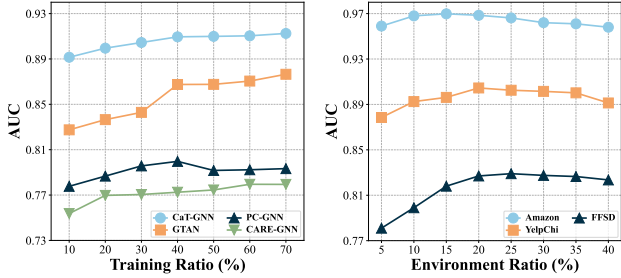 0.93
0.89
0.85
0.81
0.77
0.73
AUC
CaT-GNN
GTAN
PC-GNN
CARE-GNN
10 20 30 40 50 60 70
Training Ratio (%)
0.97
0.93
0.89
0.85
0.81
0.77
AUC
Amazon
YelpChi
FFSD
5 10 15 20 25 30 35 40
Environment Ratio (%)